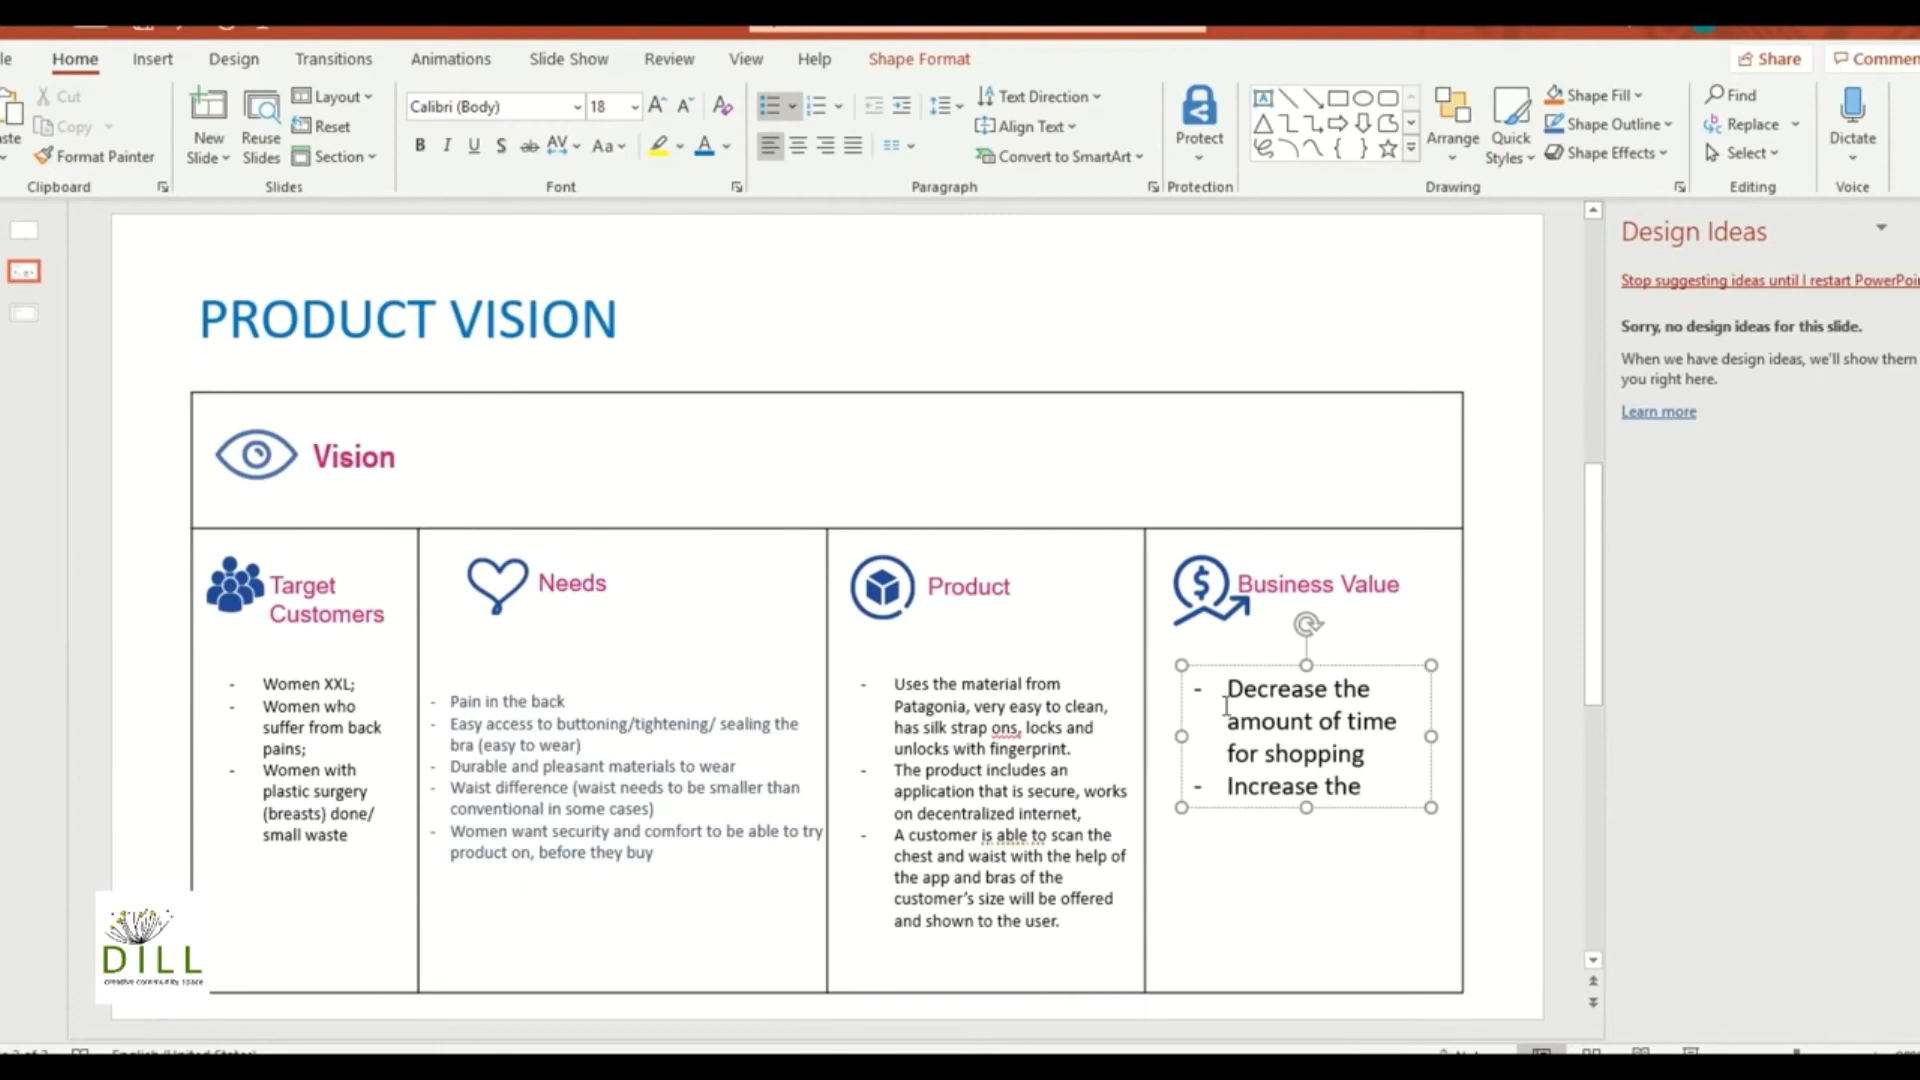 Home Insert Design Transitions Animations Slide Show Review View Help Shape Format Share
Cut
Copy
Format Painter
Clipboard
New Slide
Reuse Slides
Layout
Reset
Section
Slides
Calibri (Body) 18
Font
Text Direction
Align Text
Convert to SmartArt
Paragraph
Protect
Protection
Arrange
Quick Styles
Shape Fill
Shape Outline
Shape Effects
Drawing
Find
Replace
Select
Editing
Dictate
Voice
PRODUCT VISION
Vision
Target
Customers
- Women XXL;
- Women who
suffer from back
pains;
- Women with
plastic surgery
(breasts) done/
small waste
Needs
- Pain in the back
- Easy access to buttoning/tightening/ sealing the
bra (easy to wear)
- Durable and pleasant materials to wear
- Waist difference (waist needs to be smaller than
conventional in some cases)
- Women want security and comfort to be able to try
product on, before they buy
Product
- Uses the material from
Patagonia, very easy to clean,
has silk strap ons, locks and
unlocks with fingerprint.
- The product includes an
application that is secure, works
on decentralized internet,
- A customer is able to scan the
chest and waist with the help of
the app and bras of the
customer's size will be offered
and shown to the user.
Business Value
- Decrease the
amount of time
for shopping
- Increase the
DILL
creative community space
Design Ideas
Stop suggesting ideas until I restart
Sorry, no design ideas for this slide.
When we have design ideas, we'll show them
you right here.
Learn more